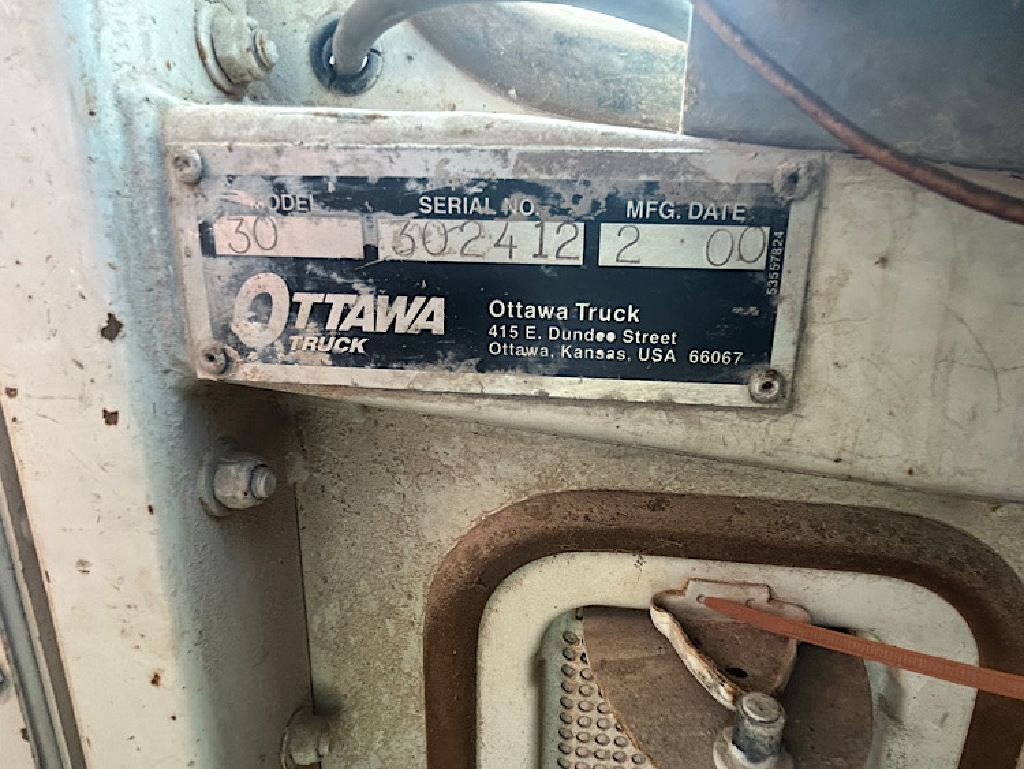 MODEL SERIAL NO. MFG. DATE
30 302412 2 00
53557824
OTTAWA
TRUCK
Ottawa Truck
415 E. Dundee Street
Ottawa, Kansas, USA 66067